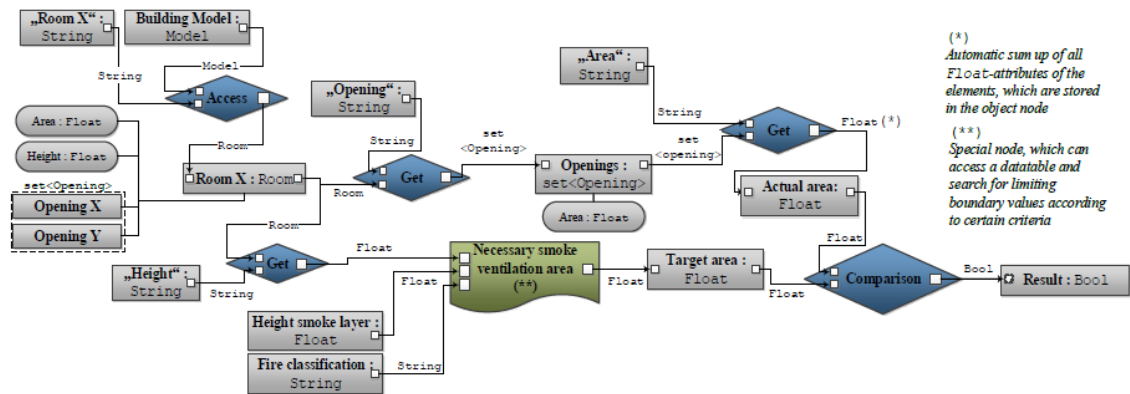 „Room X“ :
String
Building Model :
Model
String
Model
Access
Area : Float
Height : Float
set<Opening>
Opening X
Opening Y
Room
Room X : Room
„Opening“ :
String
String
Room
Get
set
<Opening>
Openings :
set<Opening>
Area : Float
„Area“ :
String
String
set
<opening>
Get
Float (*)
Actual area:
Float
Float
Room
„Height“ :
String
String
Get
Float
Float
Necessary smoke
ventilation area
(**)
Height smoke layer :
Float
Fire classification :
String
String
Float
Target area :
Float
Float
Comparison
Bool
Result : Bool
(*)
Automatic sum up of all
Float-attributes of the
elements, which are stored
in the object node
(**)
Special node, which can
access a datatable and
search for limiting
boundary values according
to certain criteria